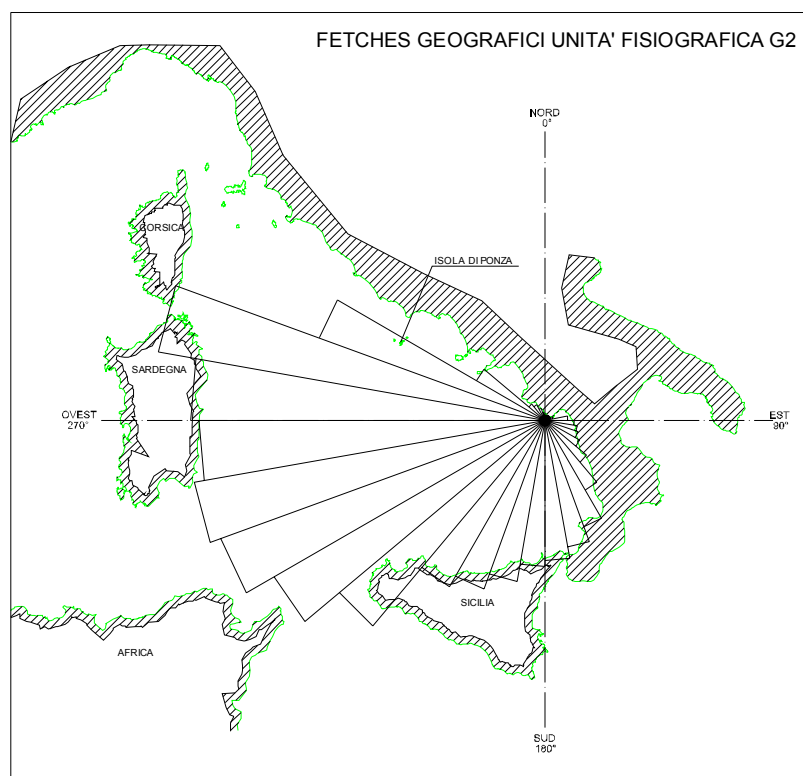 FETCHES GEOGRAFICI UNITA' FISIOGRAFICA G2
NORD
0°
CORSICA
ISOLA DI PONZA
SARDEGNA
OVEST
270°
EST
90°
SICILIA
AFRICA
SUD
180°